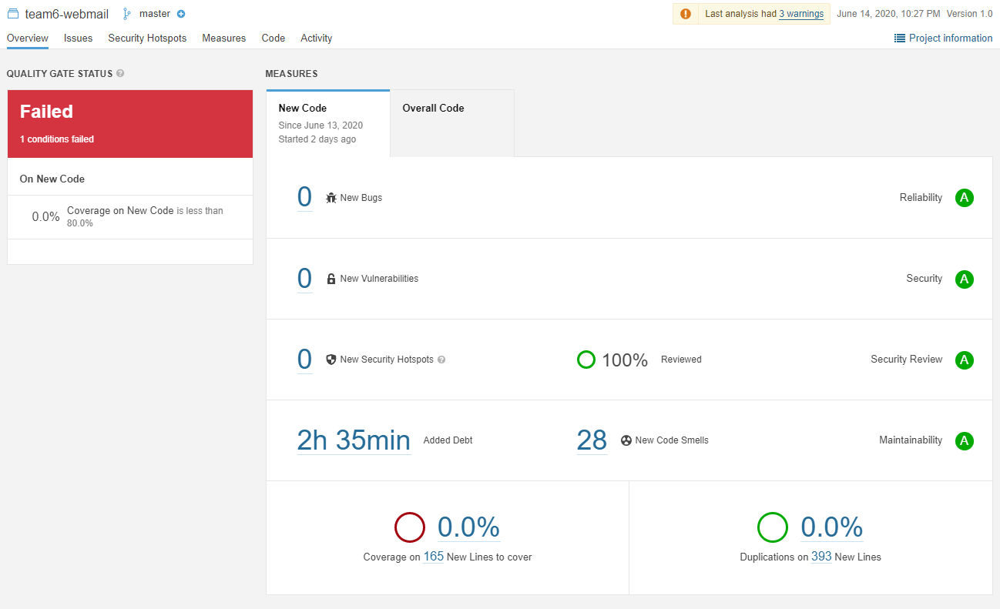 team6-webmail master
Last analysis had 3 warnings June 14, 2020, 10:27 PM Version 1.0
Overview Issues Security Hotspots Measures Code Activity
Project information
QUALITY GATE STATUS ?
Failed
1 conditions failed
On New Code
0.0% Coverage on New Code is less than
80.0%
MEASURES
New Code
Since June 13, 2020
Started 2 days ago
Overall Code
0 New Bugs
Reliability A
0 New Vulnerabilities
Security A
0 New Security Hotspots ?
100% Reviewed
Security Review A
2h 35min Added Debt
28 New Code Smells
Maintainability A
0.0%
Coverage on 165 New Lines to cover
0.0%
Duplications on 393 New Lines